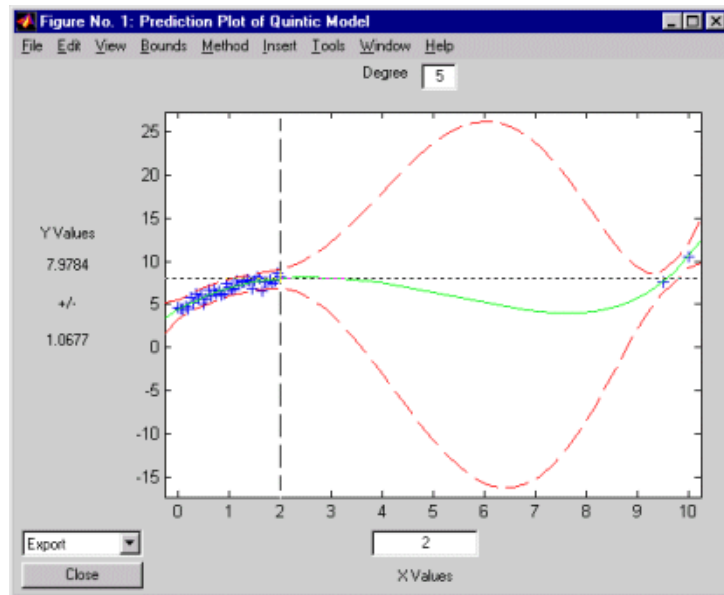 Figure No. 1: Prediction Plot of Quintic Model
File Edit View Bounds Method Insert Tools Window Help
Degree 5
25
20
15
10
5
0
-5
-10
-15
Y Values
7.9784
+/-
1.0677
0 1 2 3 4 5 6 7 8 9 10
Export
2
Close
X Values